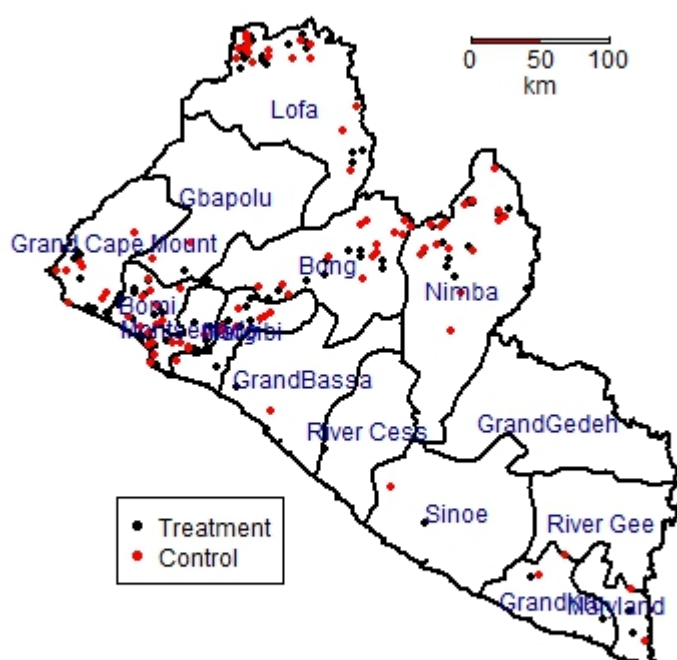 0 50 100
km
Lofa
Gbapolu
Grand Cape Mount
Bong
Nimba
Bomi
GrandBassa
River Cess
GrandGedeh
Sinoe
River Gee
Maryland
Treatment
Control